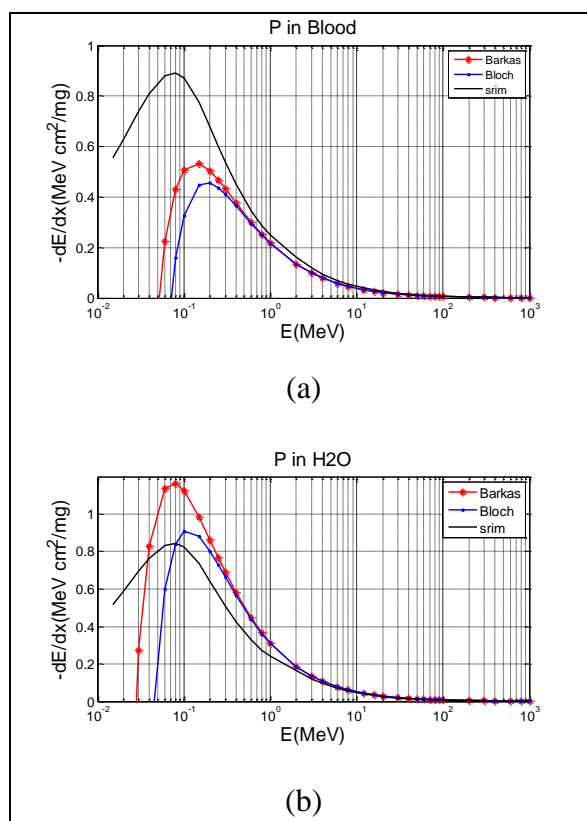 P in Blood
-dE/dx(MeV cm²/mg)
1
0.8
0.6
0.4
0.2
0
Barkas
Bloch
srim
10⁻² 10⁻¹ 10⁰ 10¹ 10² 10³
E(MeV)
(a)
P in H2O
-dE/dx(MeV cm²/mg)
1
0.8
0.6
0.4
0.2
0
Barkas
Bloch
srim
10⁻² 10⁻¹ 10⁰ 10¹ 10² 10³
E(MeV)
(b)